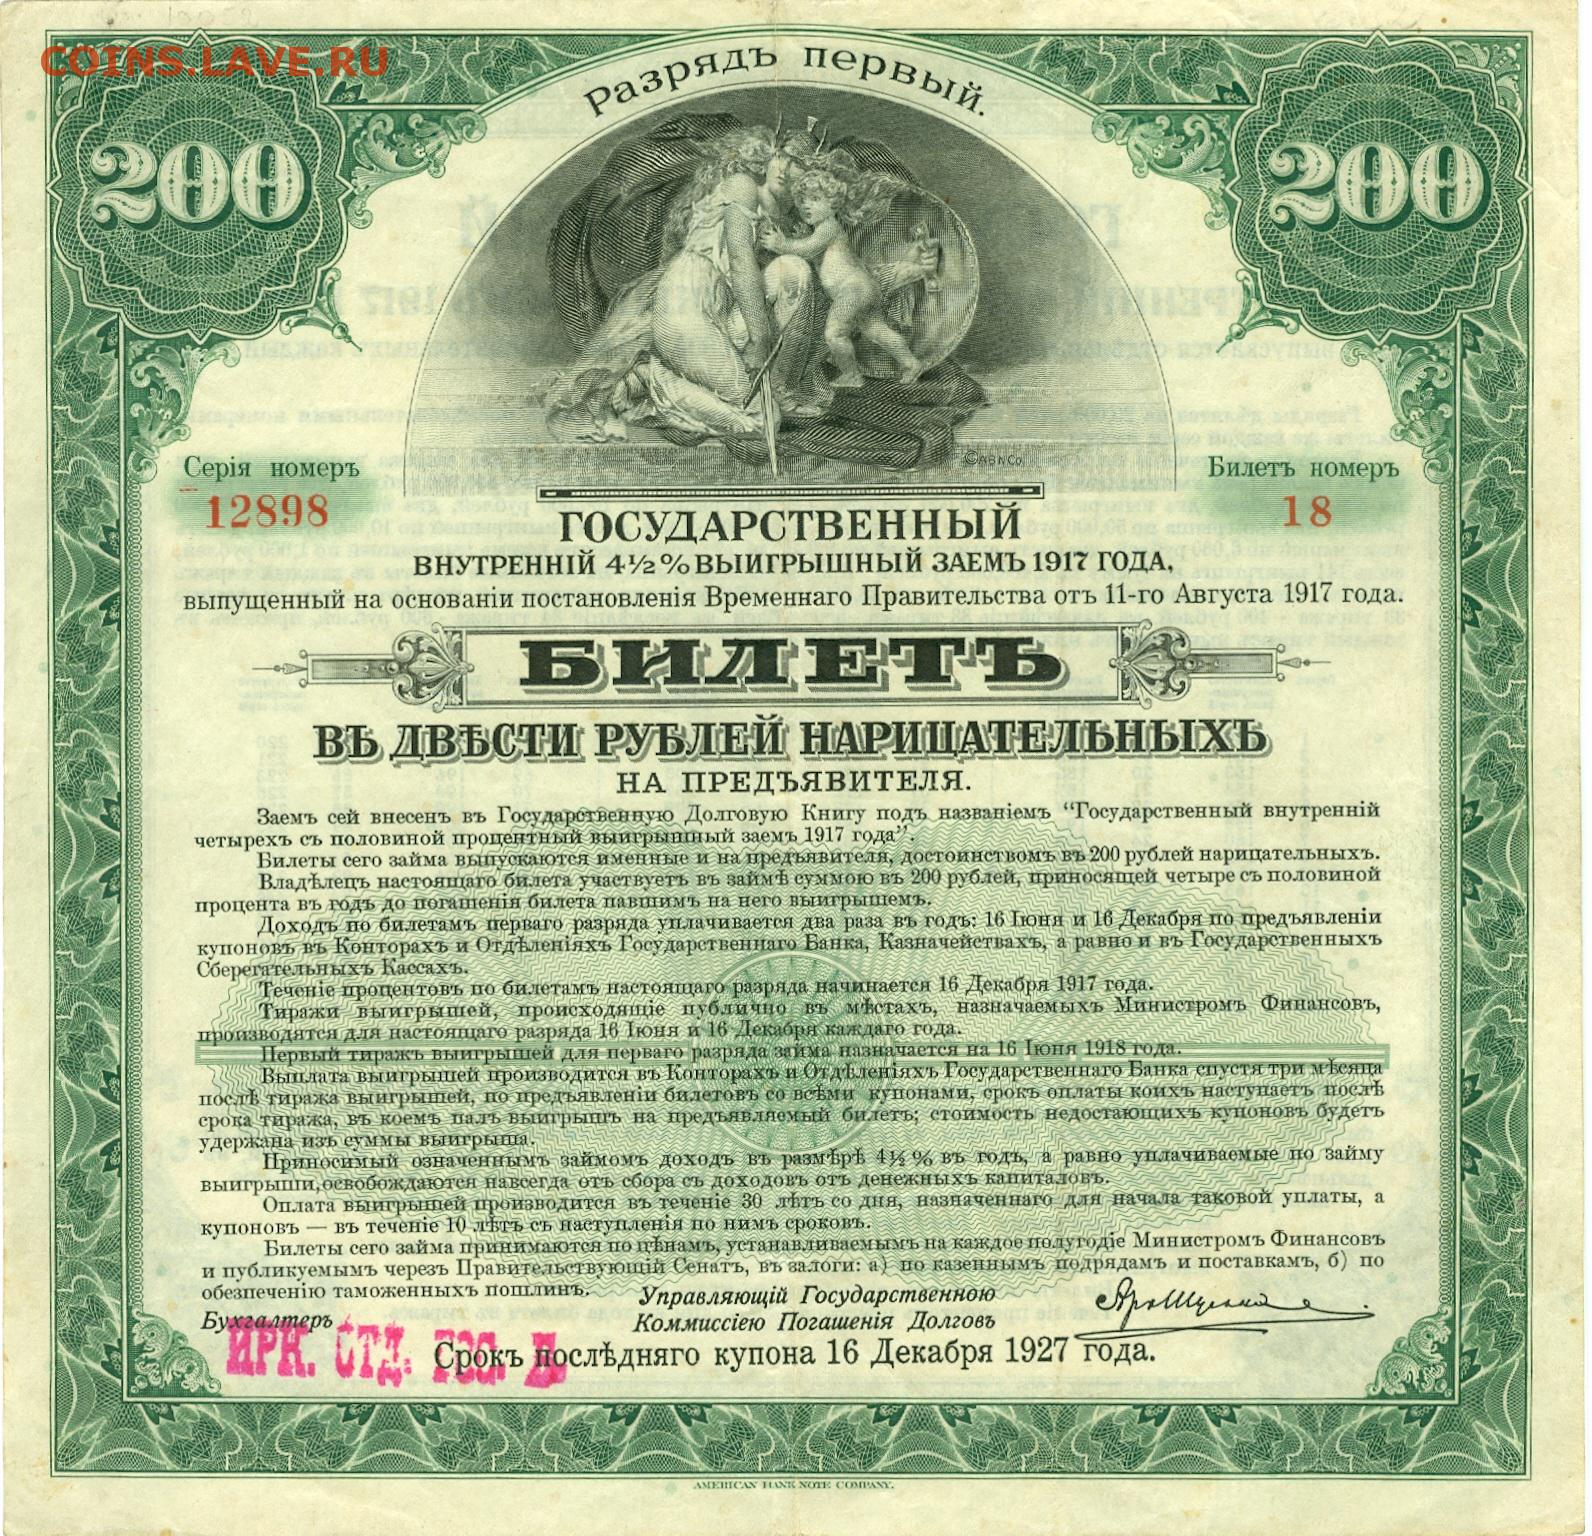 COINS.LAVE.RU
Разрядъ первый.
200
200
©ABNCo.
Серія номеръ
12898
Билетъ номеръ
18
ГОСУДАРСТВЕННЫЙ
ВНУТРЕННІЙ 4½% ВЫИГРЫШНЫЙ ЗАЕМЪ 1917 ГОДА,
выпущенный на основаніи постановленія Временнаго Правительства отъ 11-го Августа 1917 года.
БИЛЕТЪ
ВЪ ДВѢСТИ РУБЛЕЙ НАРИЦАТЕЛЬНЫХЪ
НА ПРЕДЪЯВИТЕЛЯ.
Заемъ сей внесенъ въ Государственную Долговую Книгу подъ названіемъ "Государственный внутренній
четырехъ съ половиной процентный выигрышный заемъ 1917 года".
Билеты сего займа выпускаются именные и на предъявителя, достоинствомъ въ 200 рублей нарицательныхъ.
Владѣлецъ настоящаго билета участвуетъ въ займѣ суммою въ 200 рублей, приносящей четыре съ половиной
процента въ годъ до погашенія билета павшимъ на него выигрышемъ.
Доходъ по билетамъ перваго разряда уплачивается два раза въ годъ: 16 Іюня и 16 Декабря по предъявленіи
купоновъ въ Конторахъ и Отдѣленіяхъ Государственнаго Банка, Казначействахъ, а равно и въ Государственныхъ
Сберегательныхъ Кассахъ.
Теченіе процентовъ по билетамъ настоящаго разряда начинается 16 Декабря 1917 года.
Тиражи выигрышей, происходящіе публично въ мѣстахъ, назначаемыхъ Министромъ Финансовъ,
производятся для настоящаго разряда 16 Іюня и 16 Декабря каждаго года.
Первый тиражъ выигрышей для перваго разряда займа назначается на 16 Іюня 1918 года.
Выплата выигрышей производится въ Конторахъ и Отдѣленіяхъ Государственнаго Банка спустя три мѣсяца
послѣ тиража выигрышей, по предъявленіи билетовъ со всѣми купонами, срокъ оплаты коихъ наступаетъ послѣ
срока тиража, въ коемъ палъ выигрышъ на предъявляемый билетъ; стоимость недостающихъ купоновъ будетъ
удержана изъ суммы выигрыша.
Приносимый означеннымъ займомъ доходъ въ размѣрѣ 4½% въ годъ, а равно уплачиваемые по займу
выигрыши, освобождаются навсегда отъ сбора съ доходовъ отъ денежныхъ капиталовъ.
Оплата выигрышей производится въ теченіе 30 лѣтъ со дня, назначеннаго для начала таковой уплаты, а
купоновъ — въ теченіе 10 лѣтъ съ наступленія по нимъ сроковъ.
Билеты сего займа принимаются по цѣнамъ, устанавливаемымъ на каждое полугодіе Министромъ Финансовъ
и публикуемымъ черезъ Правительствующій Сенатъ, въ залоги: а) по казеннымъ подрядамъ и поставкамъ, б) по
обезпеченію таможенныхъ пошлинъ.
Управляющій Государственною
Коммиссіею Погашенія Долговъ
Бухгалтеръ
ИРК. ОТД.
Срокъ послѣдняго купона 16 Декабря 1927 года.
AMERICAN BANK NOTE COMPANY.